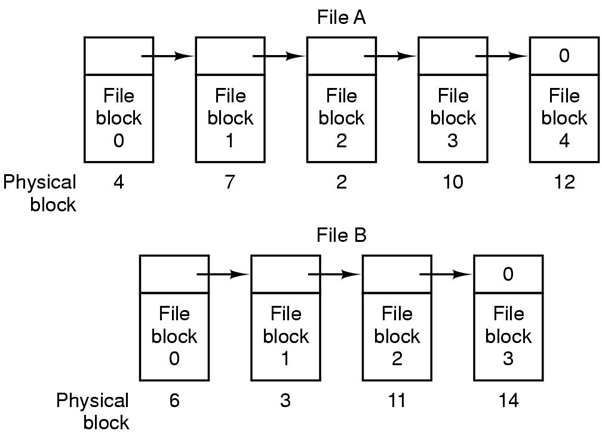 File A
0
File File File File File
block block block block block
0 1 2 3 4
Physical 4 7 2 10 12
block
File B
0
File File File File
block block block block
0 1 2 3
Physical 6 3 11 14
block